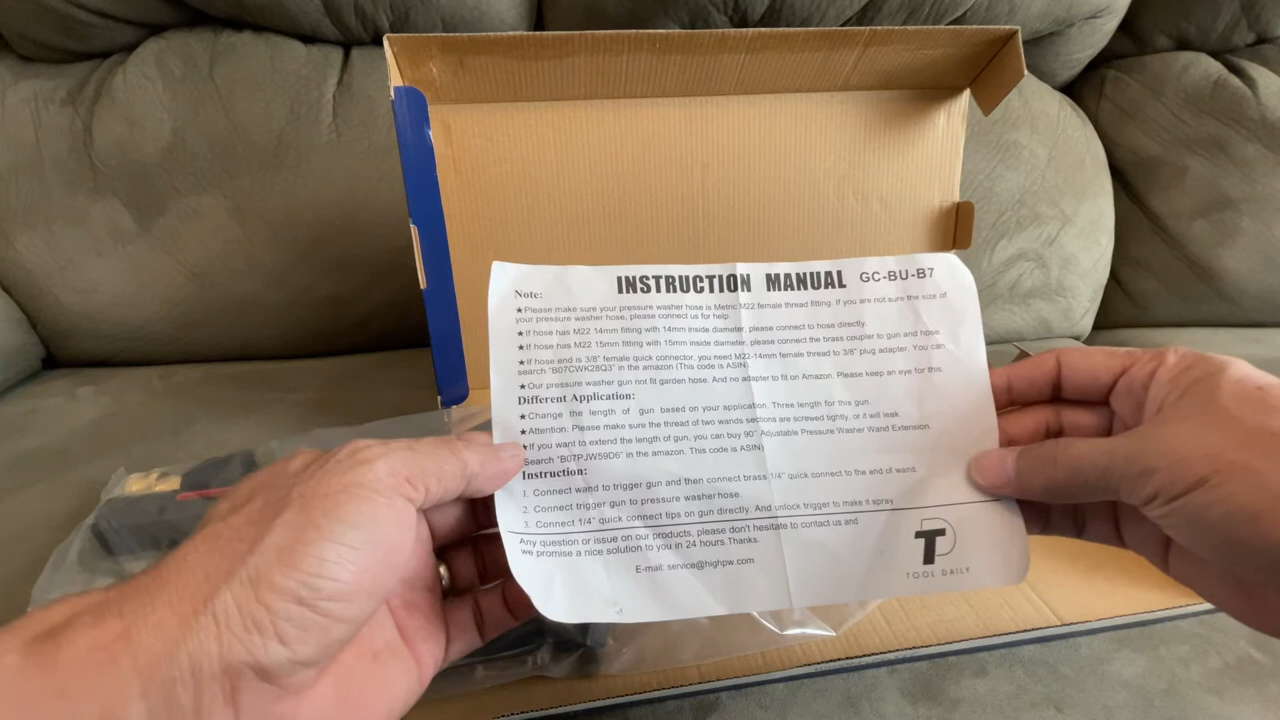 INSTRUCTION MANUAL GC-BU-B7
Note:
★Please make sure your pressure washer hose is Metric M22 female thread fitting. If you are not sure the size of
your pressure washer hose, please connect us for help.
★If hose has M22 14mm fitting with 14mm inside diameter, please connect to hose directly.
★If hose has M22 15mm fitting with 15mm inside diameter, please connect the brass coupler to gun and hose.
★If hose end is 3/8" female quick connector, you need M22-14mm female thread to 3/8" plug adapter. You can
search "B07CWK28Q3" in the amazon (This code is ASIN)
★Our pressure washer gun not fit garden hose. And no adapter to fit on Amazon. Please keep an eye for this.
Different Application:
★Change the length of gun based on your application. Three length for this gun.
★Attention: Please make sure the thread of two wands sections are screwed tightly, or it will leak.
★If you want to extend the length of gun, you can buy 90° Adjustable Pressure Washer Wand Extension.
Search "B07PJW59D6" in the amazon. This code is ASIN)
Instruction:
1. Connect wand to trigger gun and then connect brass 1/4" quick connect to the end of wand.
2. Connect trigger gun to pressure washer hose.
3. Connect 1/4" quick connect tips on gun directly. And unlock trigger to make it spray
Any question or issue on our products, please don't hesitate to contact us and
we promise a nice solution to you in 24 hours.Thanks.
E-mail: service@highpw.com
TOOL DAILY